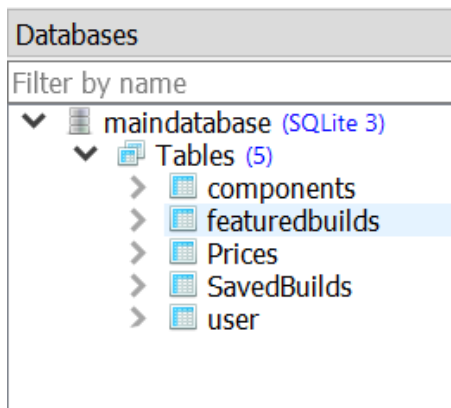 Databases
Filter by name
maindatabase (SQLite 3)
Tables (5)
components
featuredbuilds
Prices
SavedBuilds
user